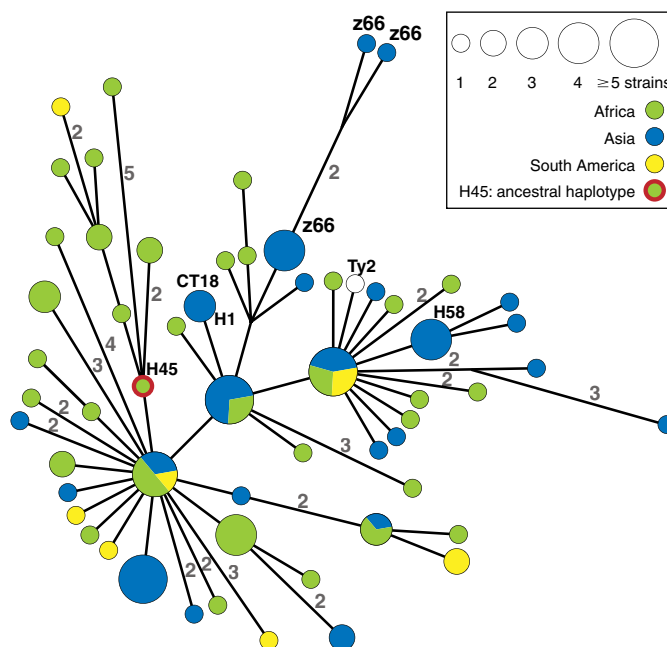 z66
z66
1 2 3 4 ≥5 strains
Africa
Asia
South America
H45: ancestral haplotype
2
5
2
z66
Ty2
CT18
H1
2
2
H58
4
3
H45
2
2
3
2
2
3
2
2
2
3
2